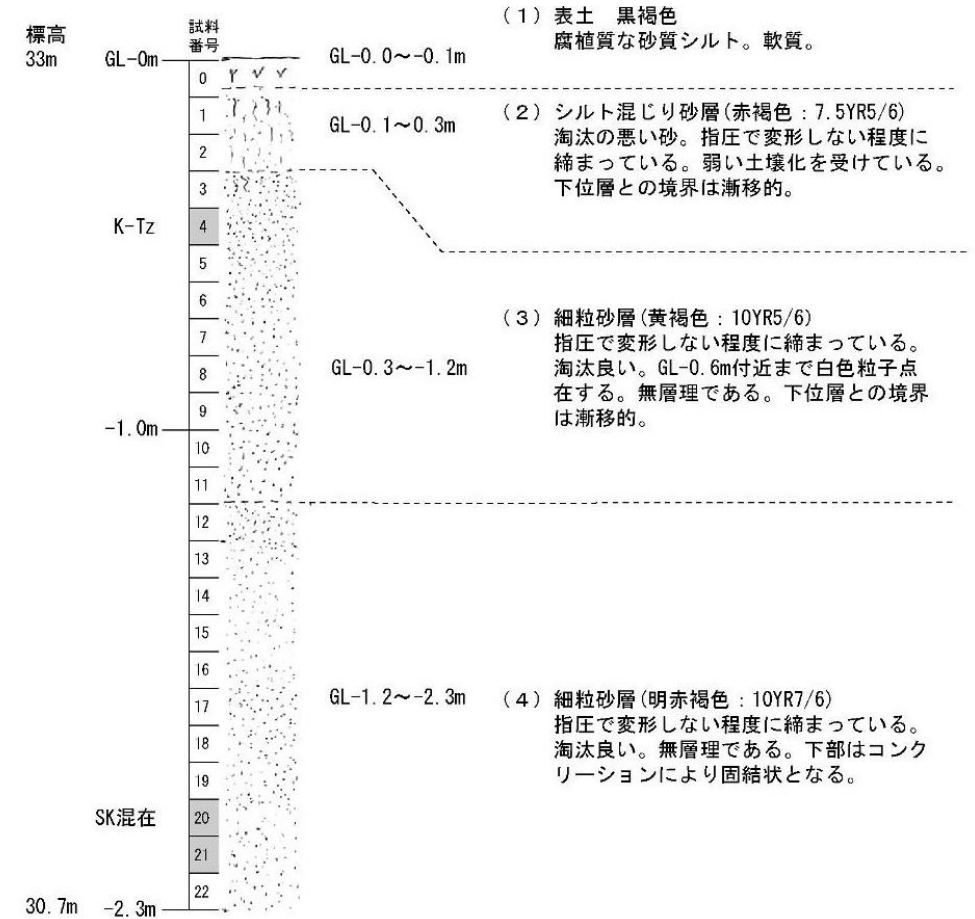 標高
33m
GL-0m
試料
番号
0
1
2
3
4
5
6
7
8
9
10
11
12
13
14
15
16
17
18
19
20
21
22
K-Tz
-1.0m
SK混在
30.7m
-2.3m
GL-0.0～-0.1m
(1) 表土 黒褐色
腐植質な砂質シルト。軟質。
GL-0.1～0.3m
(2) シルト混じり砂層(赤褐色：7.5YR5/6)
淘汰の悪い砂。指圧で変形しない程度に
締まっている。弱い土壌化を受けている。
下位層との境界は漸移的。
GL-0.3～-1.2m
(3) 細粒砂層(黄褐色：10YR5/6)
指圧で変形しない程度に締まっている。
淘汰良い。GL-0.6m付近まで白色粒子点
在する。無層理である。下位層との境界
は漸移的。
GL-1.2～-2.3m
(4) 細粒砂層(明赤褐色：10YR7/6)
指圧で変形しない程度に締まっている。
淘汰良い。無層理である。下部はコンク
リーションにより固結状となる。